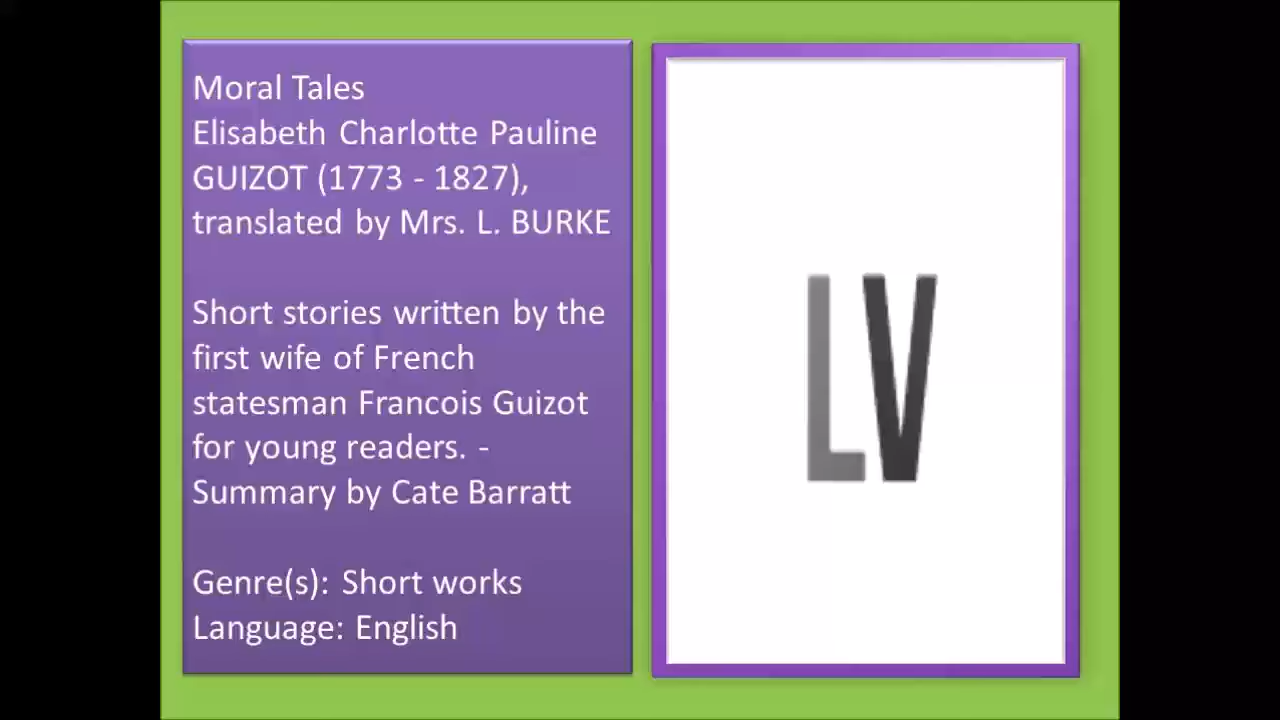 Moral Tales
Elisabeth Charlotte Pauline
GUIZOT (1773 - 1827),
translated by Mrs. L. BURKE
Short stories written by the
first wife of French
statesman Francois Guizot
for young readers. -
Summary by Cate Barratt
Genre(s): Short works
Language: English
LV